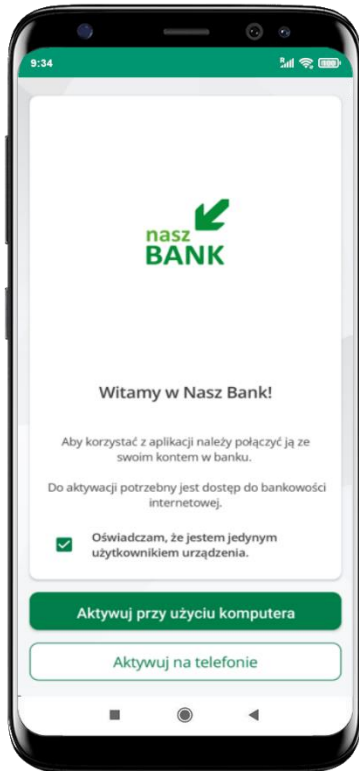 9:34
R
100
nasz
BANK
Witamy w Nasz Bank!
Aby korzystać z aplikacji należy połączyć ją ze
swoim kontem w banku.
Do aktywacji potrzebny jest dostęp do bankowości
internetowej.
Oświadczam, że jestem jedynym
użytkownikiem urządzenia.
Aktywuj przy użyciu komputera
Aktywuj na telefonie